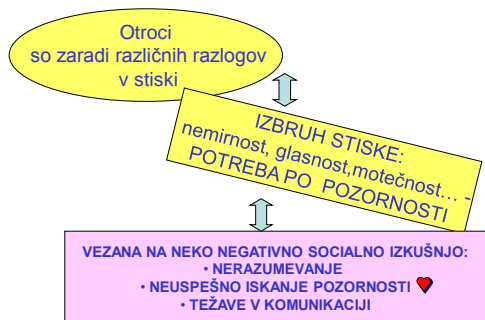 Otroci
so zaradi različnih razlogov
v stiski
IZBRUH STISKE:
nemirnost, glasnost,motečnost… -
POTREBA PO POZORNOSTI
VEZANA NA NEKO NEGATIVNO SOCIALNO IZKUŠNJO:
• NERAZUMEVANJE
• NEUSPEŠNO ISKANJE POZORNOSTI
• TEŽAVE V KOMUNIKACIJI